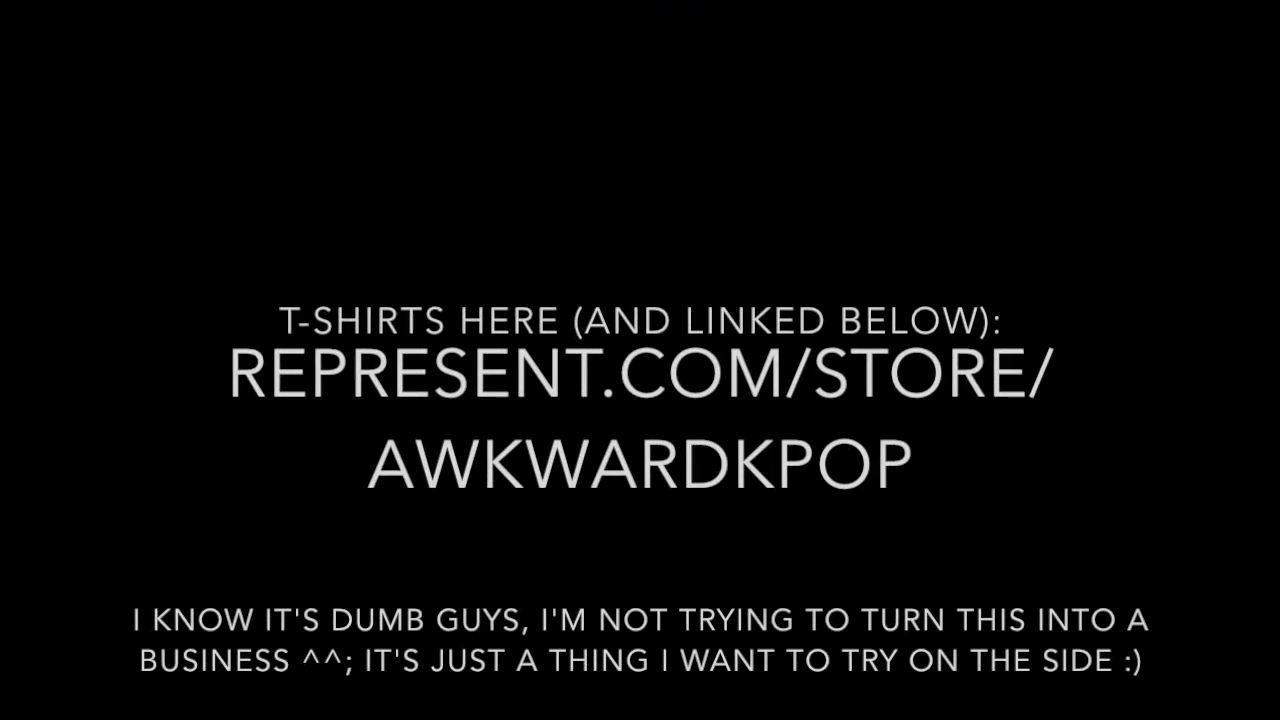 T-SHIRTS HERE (AND LINKED BELOW):
REPRESENT.COM/STORE/
AWKWARDKPOP
I KNOW IT'S DUMB GUYS, I'M NOT TRYING TO TURN THIS INTO A
BUSINESS ^^; IT'S JUST A THING I WANT TO TRY ON THE SIDE :)